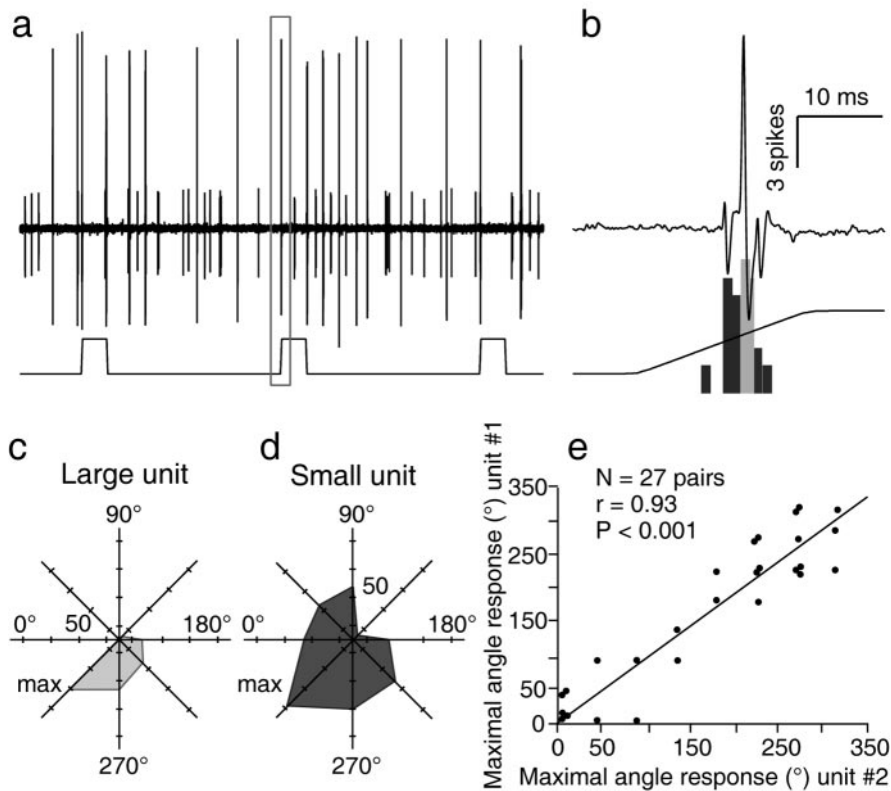 a
b
10 ms
3 spikes
c
Large unit
90°
0°
50
180°
max
270°
d
Small unit
90°
50
0°
180°
max
270°
e
N = 27 pairs
r = 0.93
P < 0.001
Maximal angle response (°) unit #1
350
250
150
50
0
0
50
150
250
350
Maximal angle response (°) unit #2